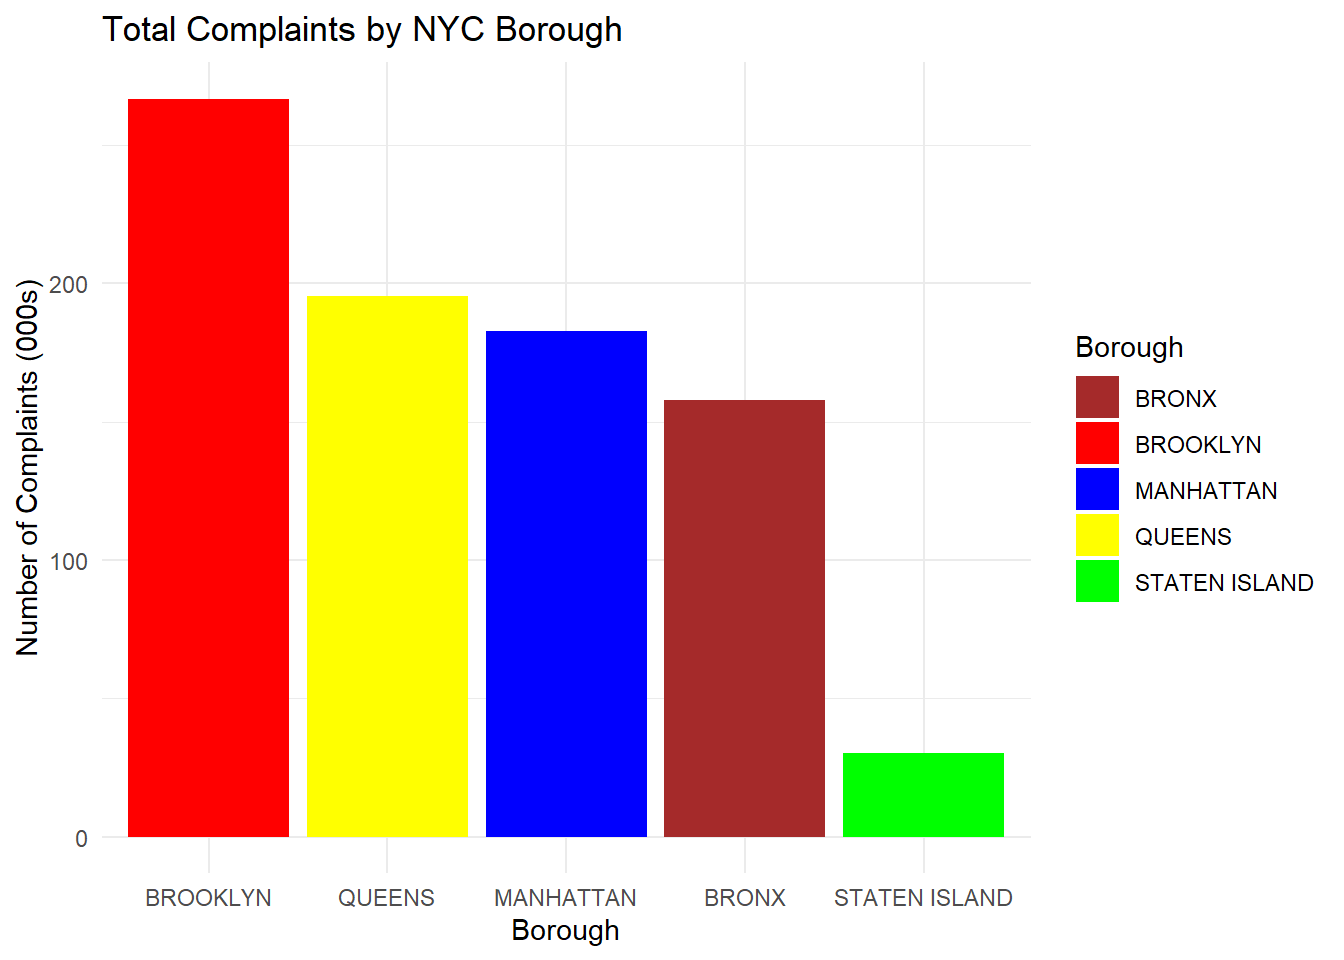 Total Complaints by NYC Borough
Number of Complaints (000s)
200
100
0
BROOKLYN QUEENS MANHATTAN BRONX STATEN ISLAND
Borough
Borough
BRONX
BROOKLYN
MANHATTAN
QUEENS
STATEN ISLAND